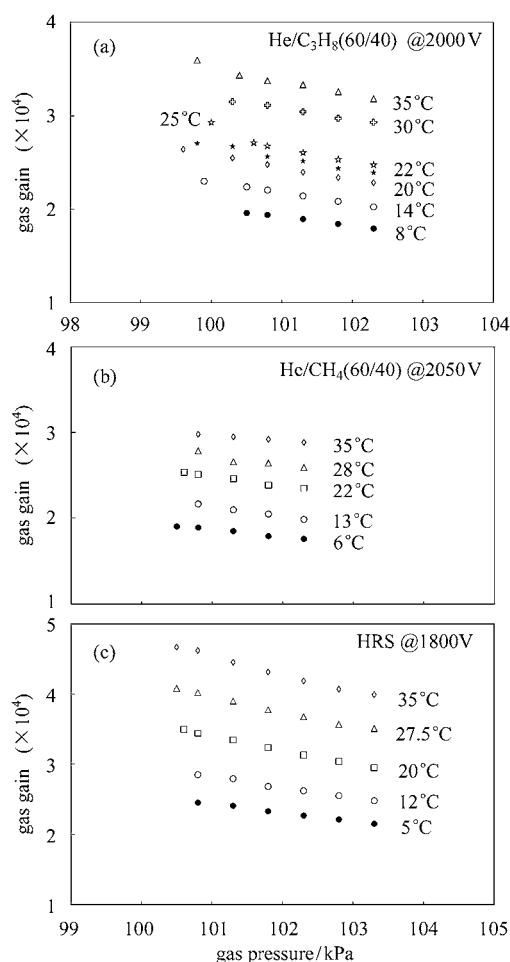 (a) He/C₃H₈(60/40) @2000 V
4
3
2
1
gas gain (×10⁴)
25°C
35°C
30°C
22°C
20°C
14°C
8°C
98 99 100 101 102 103 104
(b) He/CH₄(60/40) @2050 V
4
3
2
1
gas gain (×10⁴)
35°C
28°C
22°C
13°C
6°C
(c) HRS @1800V
5
4
3
2
1
gas gain (×10⁴)
35°C
27.5°C
20°C
12°C
5°C
99 100 101 102 103 104 105
gas pressure/kPa